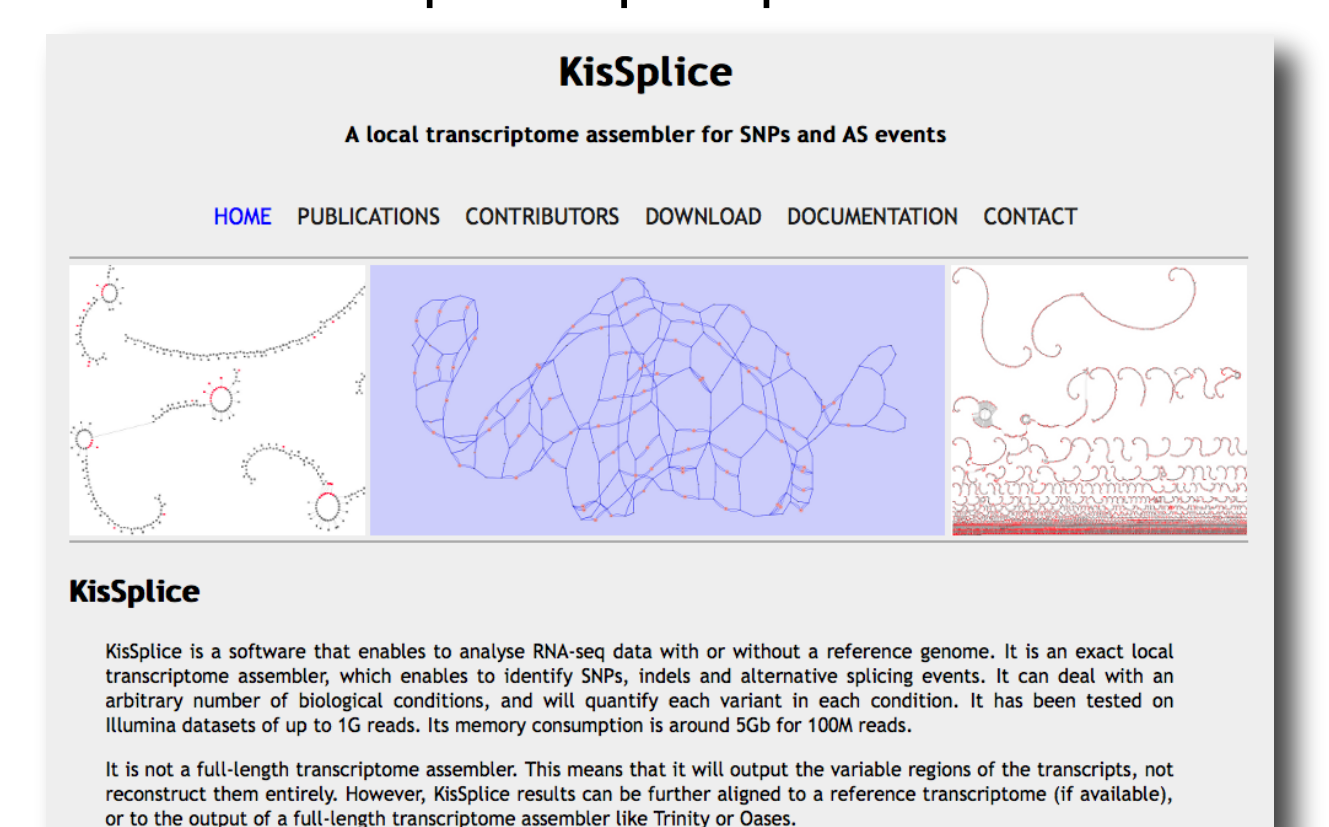 KisSplice
A local transcriptome assembler for SNPs and AS events
HOME PUBLICATIONS CONTRIBUTORS DOWNLOAD DOCUMENTATION CONTACT
KisSplice
KisSplice is a software that enables to analyse RNA-seq data with or without a reference genome. It is an exact local
transcriptome assembler, which enables to identify SNPs, indels and alternative splicing events. It can deal with an
arbitrary number of biological conditions, and will quantify each variant in each condition. It has been tested on
Illumina datasets of up to 1G reads. Its memory consumption is around 5Gb for 100M reads.
It is not a full-length transcriptome assembler. This means that it will output the variable regions of the transcripts, not
reconstruct them entirely. However, KisSplice results can be further aligned to a reference transcriptome (if available),
or to the output of a full-length transcriptome assembler like Trinity or Oases.